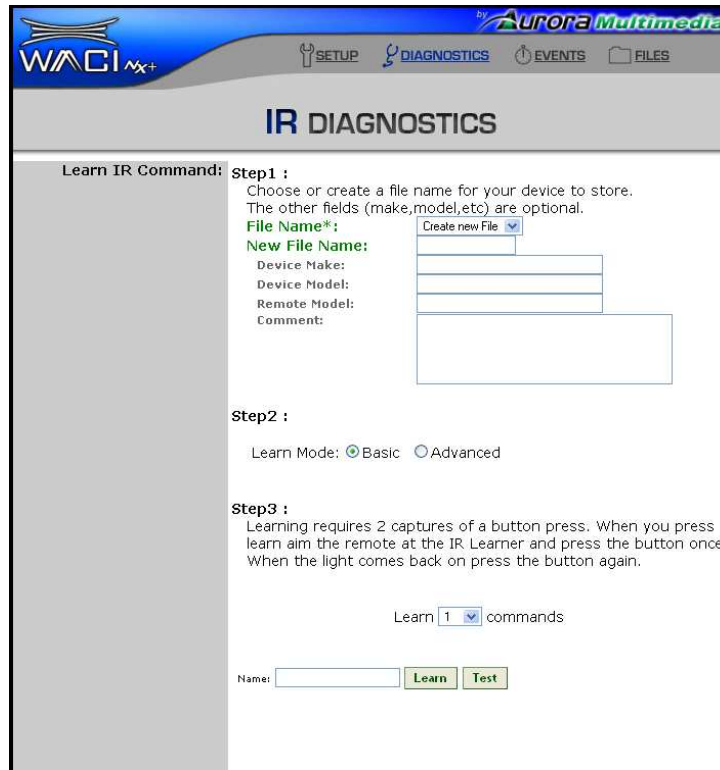 by Aurora Multimedia
WACI NX+
SETUP DIAGNOSTICS EVENTS FILES
IR DIAGNOSTICS
Learn IR Command:
Step1 :
Choose or create a file name for your device to store.
The other fields (make,model,etc) are optional.
File Name*: Create new File
New File Name:
Device Make:
Device Model:
Remote Model:
Comment:
Step2 :
Learn Mode: Basic Advanced
Step3 :
Learning requires 2 captures of a button press. When you press
learn aim the remote at the IR Learner and press the button once
When the light comes back on press the button again.
Learn 1 commands
Name: Learn Test